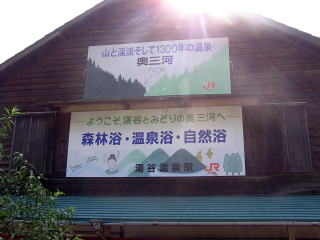 山と渓流そして1300年の温泉
奥三河
JR
ようこそ、渓谷とみどりの奥三河へ
森林浴・温泉浴・自然浴
湯谷温泉駅
JR